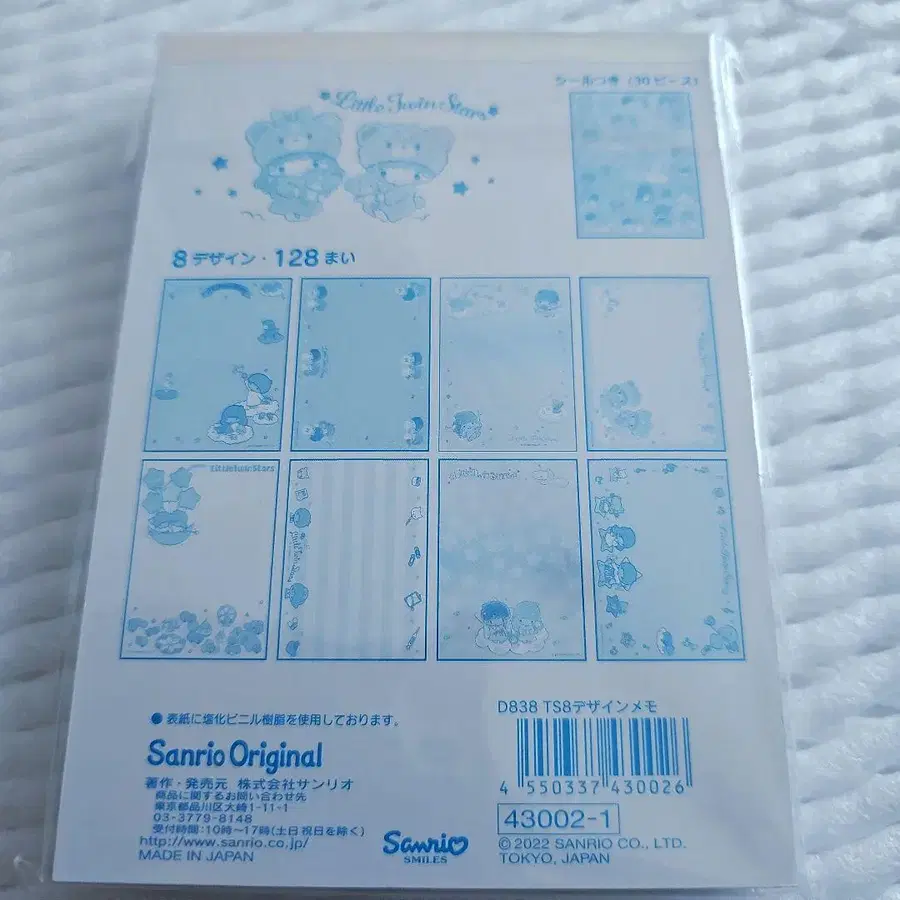 シールつき(30ピース)
Little Twin Stars
8デザイン・128まい
LittleTwinStars
● 表紙に塩化ビニル樹脂を使用しております。
Sanrio Original
著作・発売元 株式会社サンリオ
商品に関するお問い合わせ先
東京都品川区大崎1-11-1
03-3779-8148
受付時間:10時〜17時(土日祝日を除く)
http://www.sanrio.co.jp/
MADE IN JAPAN
Sanrio
SMILES
D838 TS8デザインメモ
4 550337 430026
43002-1
© 2022 SANRIO CO., LTD.
TOKYO, JAPAN